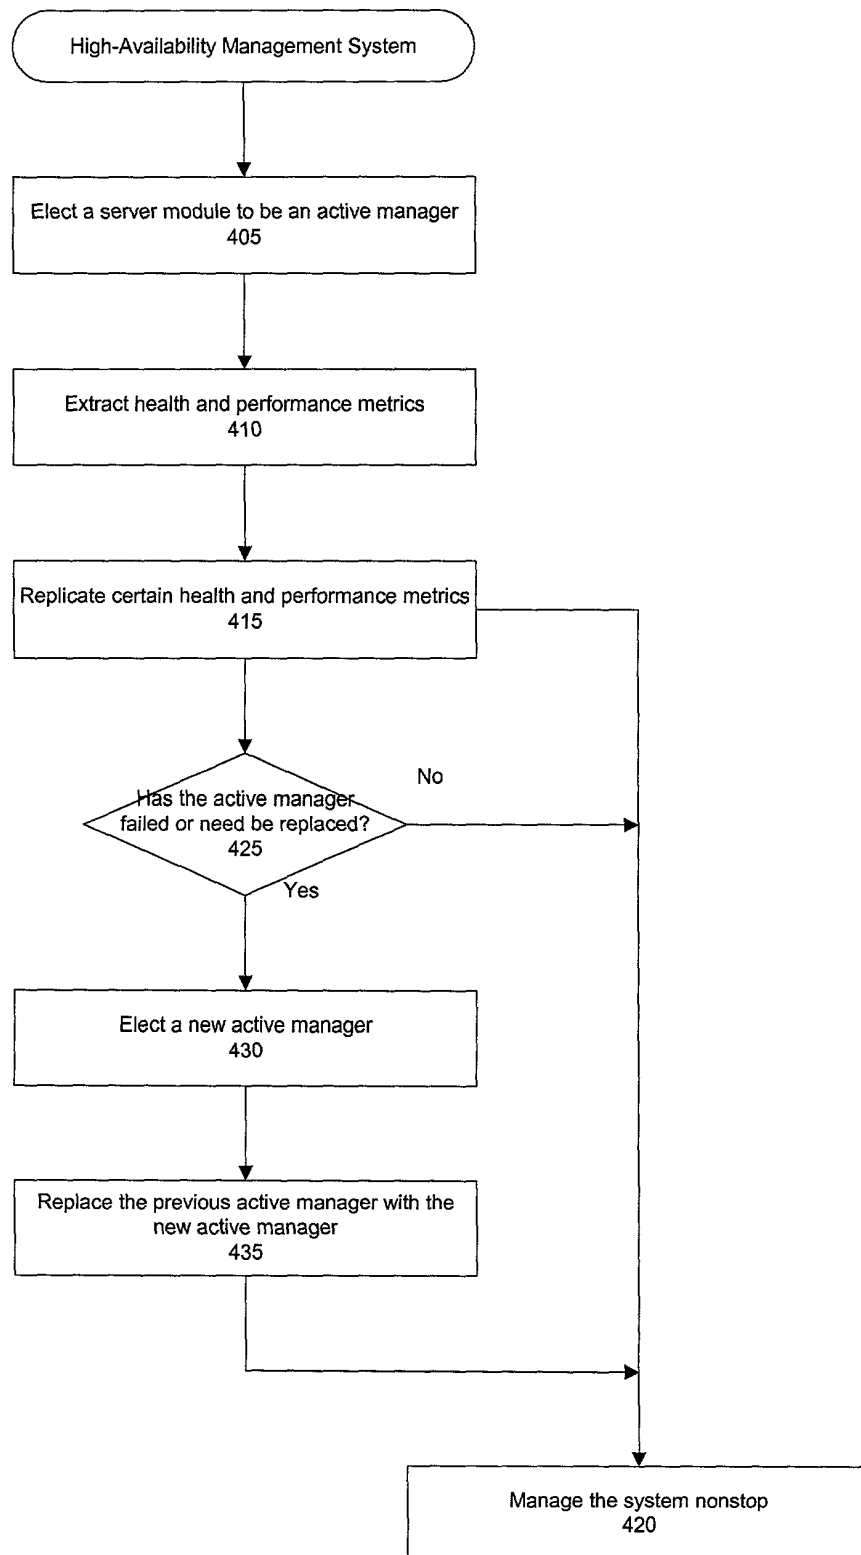 High-Availability Management System
Elect a server module to be an active manager
405
Extract health and performance metrics
410
Replicate certain health and performance metrics
415
No
Has the active manager
failed or need be replaced?
425
Yes
Elect a new active manager
430
Replace the previous active manager with the
new active manager
435
Manage the system nonstop
420